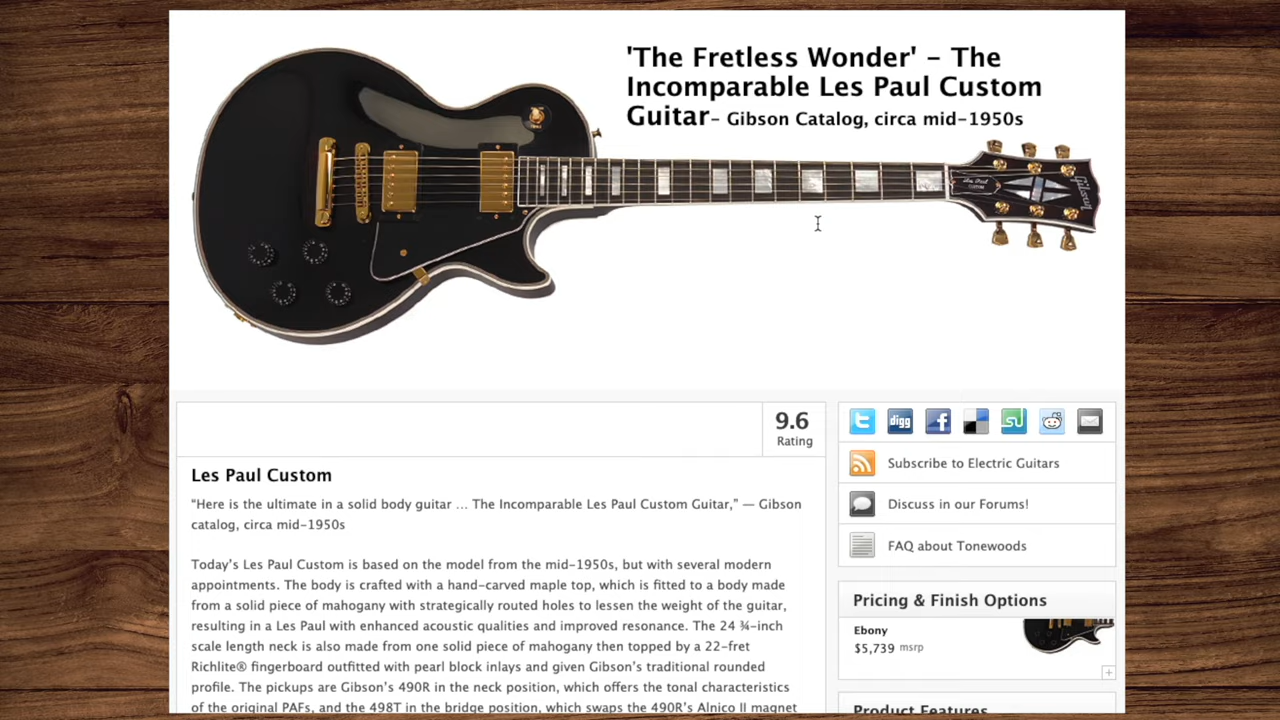 'The Fretless Wonder' – The
Incomparable Les Paul Custom
Guitar– Gibson Catalog, circa mid-1950s
Les Paul
CUSTOM
Gibson
9.6
Rating
Les Paul Custom
“Here is the ultimate in a solid body guitar ... The Incomparable Les Paul Custom Guitar,” — Gibson
catalog, circa mid-1950s
Today’s Les Paul Custom is based on the model from the mid-1950s, but with several modern
appointments. The body is crafted with a hand-carved maple top, which is fitted to a body made
from a solid piece of mahogany with strategically routed holes to lessen the weight of the guitar,
resulting in a Les Paul with enhanced acoustic qualities and improved resonance. The 24 ¾-inch
scale length neck is also made from one solid piece of mahogany then topped by a 22-fret
Richlite® fingerboard outfitted with pearl block inlays and given Gibson’s traditional rounded
profile. The pickups are Gibson’s 490R in the neck position, which offers the tonal characteristics
of the original PAFs, and the 498T in the bridge position, which swaps the 490R’s Alnico II magnet
digg
Subscribe to Electric Guitars
Discuss in our Forums!
FAQ about Tonewoods
Pricing & Finish Options
Ebony
$5,739 msrp
Product Features